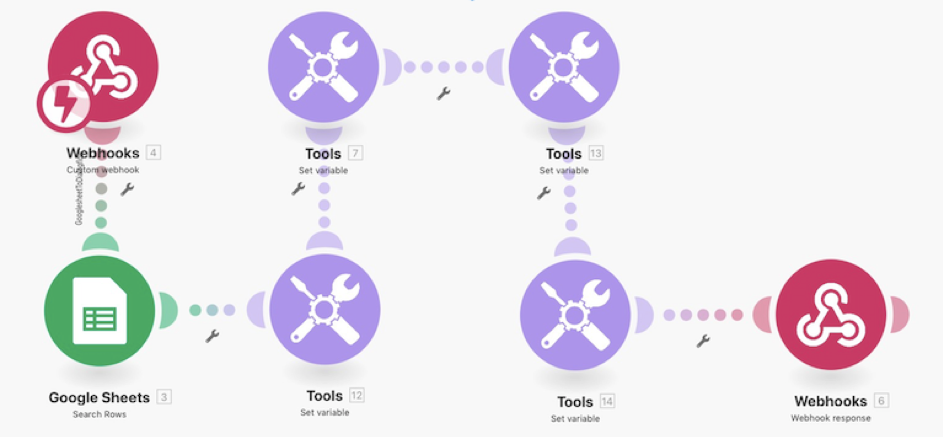 Webhooks 4
Custom webhook
Tools 7
Set variable
Tools 13
Set variable
Google Sheets 3
Search Rows
Tools 12
Set variable
Tools 14
Set variable
Webhooks 6
Webhook response